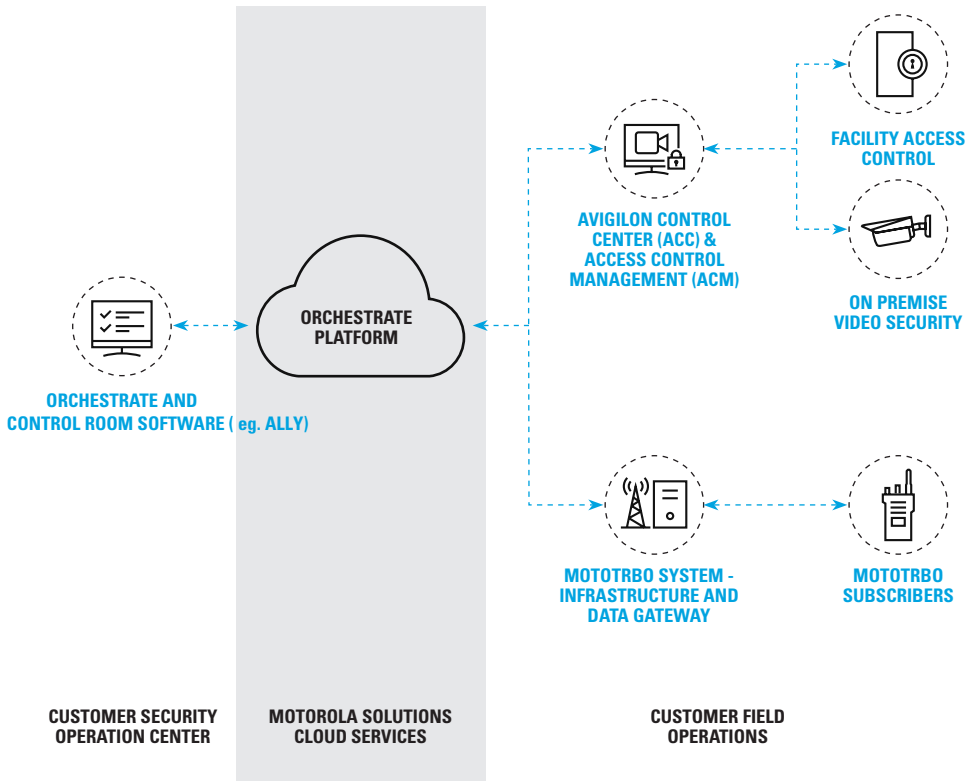 FACILITY ACCESS
CONTROL
AVIGILON CONTROL
CENTER (ACC) &
ACCESS CONTROL
MANAGEMENT (ACM)
ON PREMISE
VIDEO SECURITY
ORCHESTRATE
PLATFORM
ORCHESTRATE AND
CONTROL ROOM SOFTWARE ( eg. ALLY)
MOTOTRBO SYSTEM -
INFRASTRUCTURE AND
DATA GATEWAY
MOTOTRBO
SUBSCRIBERS
CUSTOMER SECURITY
OPERATION CENTER
MOTOROLA SOLUTIONS
CLOUD SERVICES
CUSTOMER FIELD
OPERATIONS